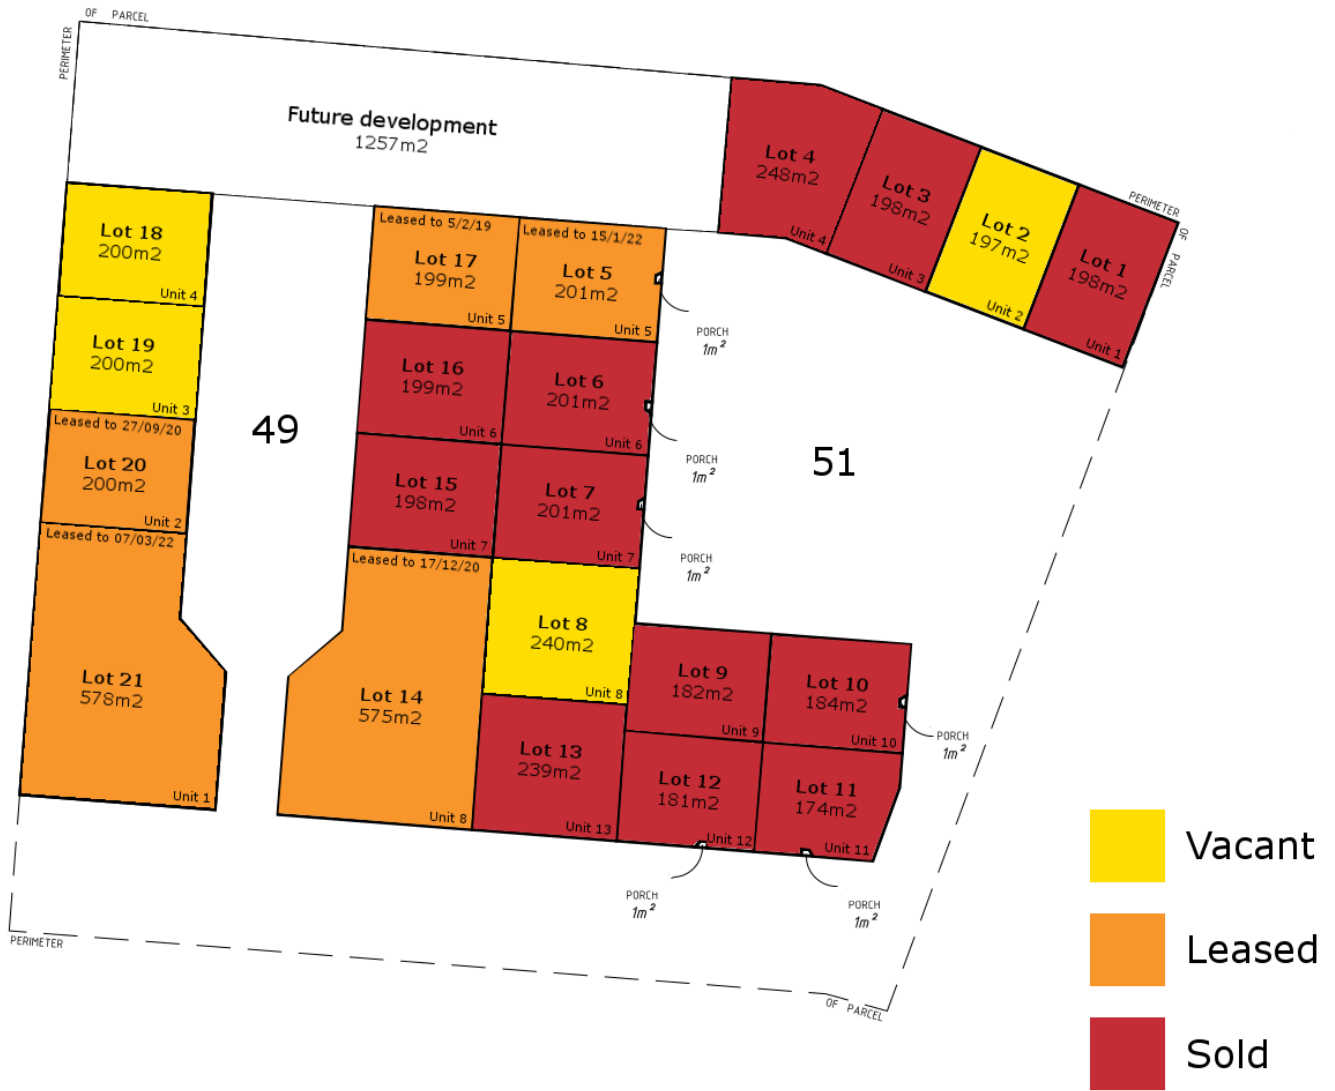 OF PARCEL
PERIMETER
Future development
1257m2
Lot 4
248m2
Unit 4
Lot 3
198m2
Unit 3
Lot 2
197m2
Unit 2
Lot 1
198m2
Unit 1
PERIMETER
OF PARCEL
Lot 18
200m2
Unit 4
Lot 19
200m2
Unit 3
Leased to 27/09/20
Lot 20
200m2
Unit 2
Leased to 07/03/22
Lot 21
578m2
Unit 1
49
Leased to 5/2/19
Lot 17
199m2
Unit 5
Leased to 15/1/22
Lot 5
201m2
Unit 5
PORCH
1m²
Lot 16
199m2
Unit 6
Lot 6
201m2
Unit 6
PORCH
1m²
51
Lot 15
198m2
Unit 7
Lot 7
201m2
Unit 7
PORCH
1m²
Leased to 17/12/20
Lot 14
575m2
Unit 8
Lot 8
240m2
Unit 8
Lot 9
182m2
Unit 9
Lot 10
184m2
Unit 10
PORCH
1m²
Lot 13
239m2
Unit 13
Lot 12
181m2
Unit 12
Lot 11
174m2
Unit 11
PORCH
1m²
PORCH
1m²
PERIMETER
OF PARCEL
Vacant
Leased
Sold